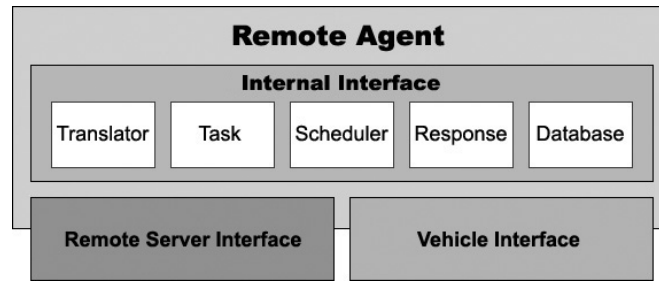 Remote Agent
Internal Interface
Translator Task Scheduler Response Database
Remote Server Interface Vehicle Interface